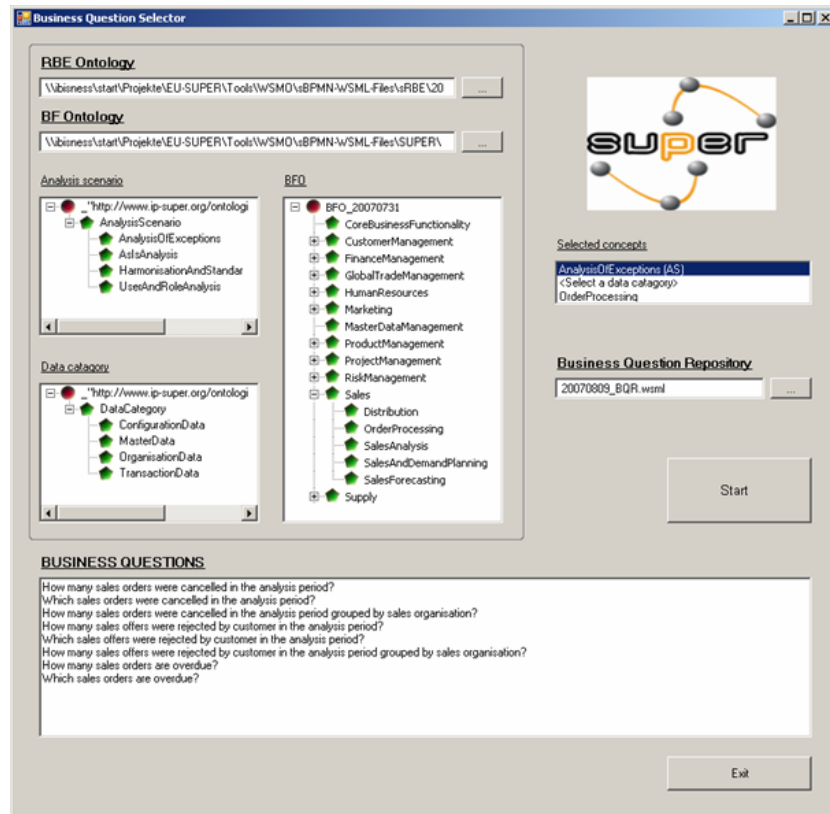 Business Question Selector
RBE Ontology
\\ibisness\start\Projekte\EU-SUPER\Tools\WSMO\sBPMN-WSML-Files\sRBE\20
...
BF Ontology
\\ibisness\start\Projekte\EU-SUPER\Tools\WSMO\sBPMN-WSML-Files\SUPER\
...
Analysis scenario
_"http://www.ip-super.org/ontologi
AnalysisScenario
AnalysisOfExceptions
AsIsAnalysis
HarmonisationAndStandar
UserAndRoleAnalysis
Data catagory
_"http://www.ip-super.org/ontologi
DataCategory
ConfigurationData
MasterData
OrganisationData
TransactionData
BFO
BFO_20070731
CoreBusinessFunctionality
CustomerManagement
FinanceManagement
GlobalTradeManagement
HumanResources
Marketing
MasterDataManagement
ProductManagement
ProjectManagement
RiskManagement
Sales
Distribution
OrderProcessing
SalesAnalysis
SalesAndDemandPlanning
SalesForecasting
Supply
super
Selected concepts
AnalysisOfExceptions (AS)
<Select a data catagory>
OrderProcessing
Business Question Repository
20070809_BQR.wsml
...
Start
BUSINESS QUESTIONS
How many sales orders were cancelled in the analysis period?
Which sales orders were cancelled in the analysis period?
How many sales orders were cancelled in the analysis period grouped by sales organisation?
How many sales offers were rejected by customer in the analysis period?
Which sales offers were rejected by customer in the analysis period?
How many sales offers were rejected by customer in the analysis period grouped by sales organisation?
How many sales orders are overdue?
Which sales orders are overdue?
Exit